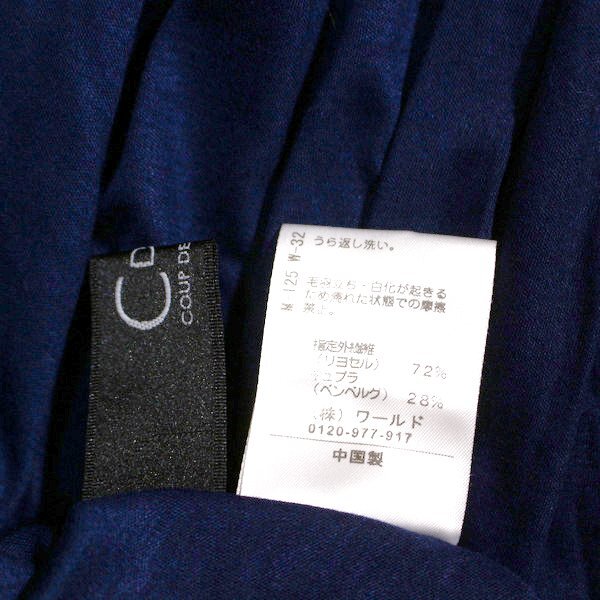 C D
COUP DE
M 125 W-32
うら返し洗い。
毛羽立ち・白化が起きる
ため濡れた状態での摩擦
禁止。
指定外繊維
(リヨセル) 72%
キュプラ
(ベンベルグ) 28%
(株) ワールド
0120-977-917
中国製